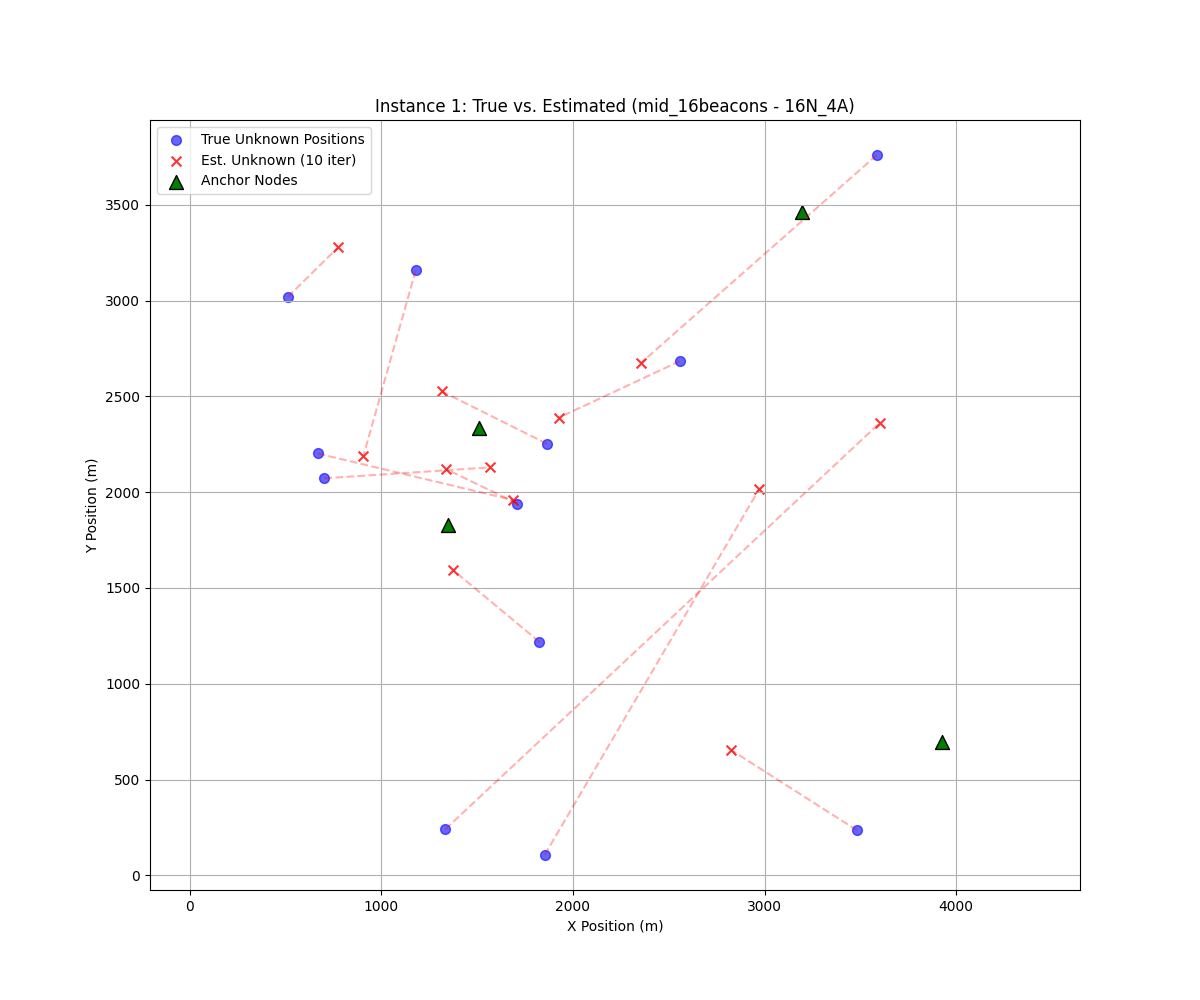 Instance 1: True vs. Estimated (mid_16beacons - 16N_4A)
True Unknown Positions
Est. Unknown (10 iter)
Anchor Nodes
3500
3000
2500
2000
1500
1000
500
0
Y Position (m)
0 1000 2000 3000 4000
X Position (m)